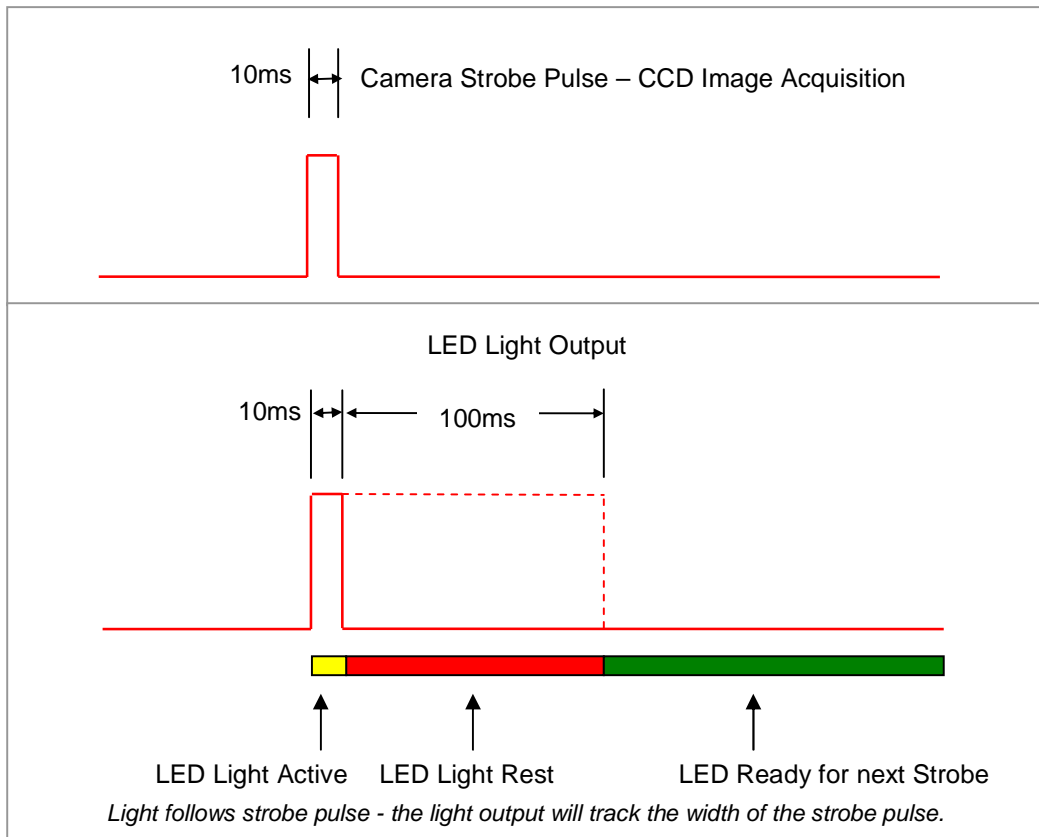 10ms
Camera Strobe Pulse – CCD Image Acquisition
LED Light Output
10ms
100ms
LED Light Active
LED Light Rest
LED Ready for next Strobe
Light follows strobe pulse - the light output will track the width of the strobe pulse.